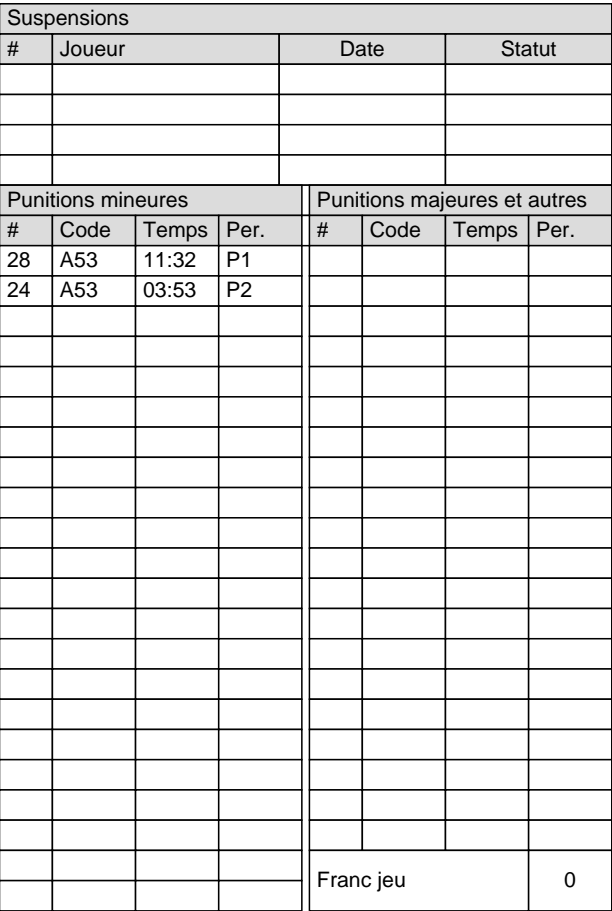 Suspensions
# Joueur Date Statut
Punitions mineures Punitions majeures et autres
# Code Temps Per. # Code Temps Per.
28 A53 11:32 P1
24 A53 03:53 P2
Franc jeu 0